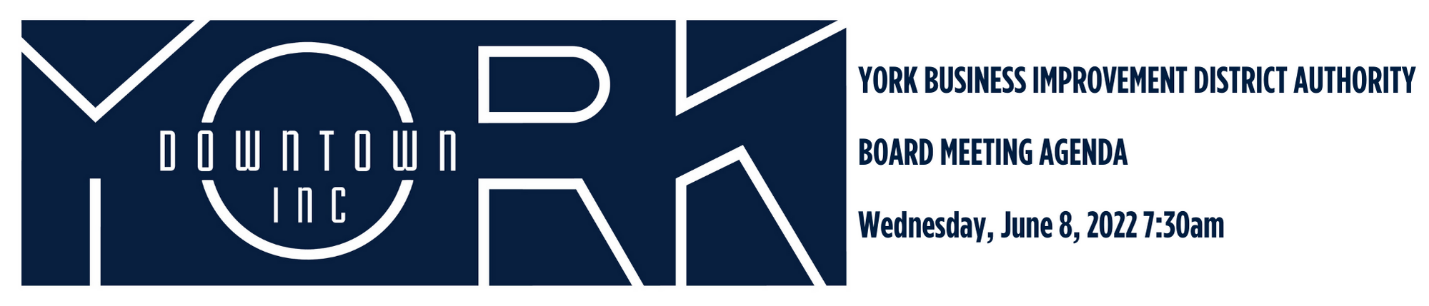 YORK
DOWNTOWN
INC
YORK BUSINESS IMPROVEMENT DISTRICT AUTHORITY
BOARD MEETING AGENDA
Wednesday, June 8, 2022 7:30am